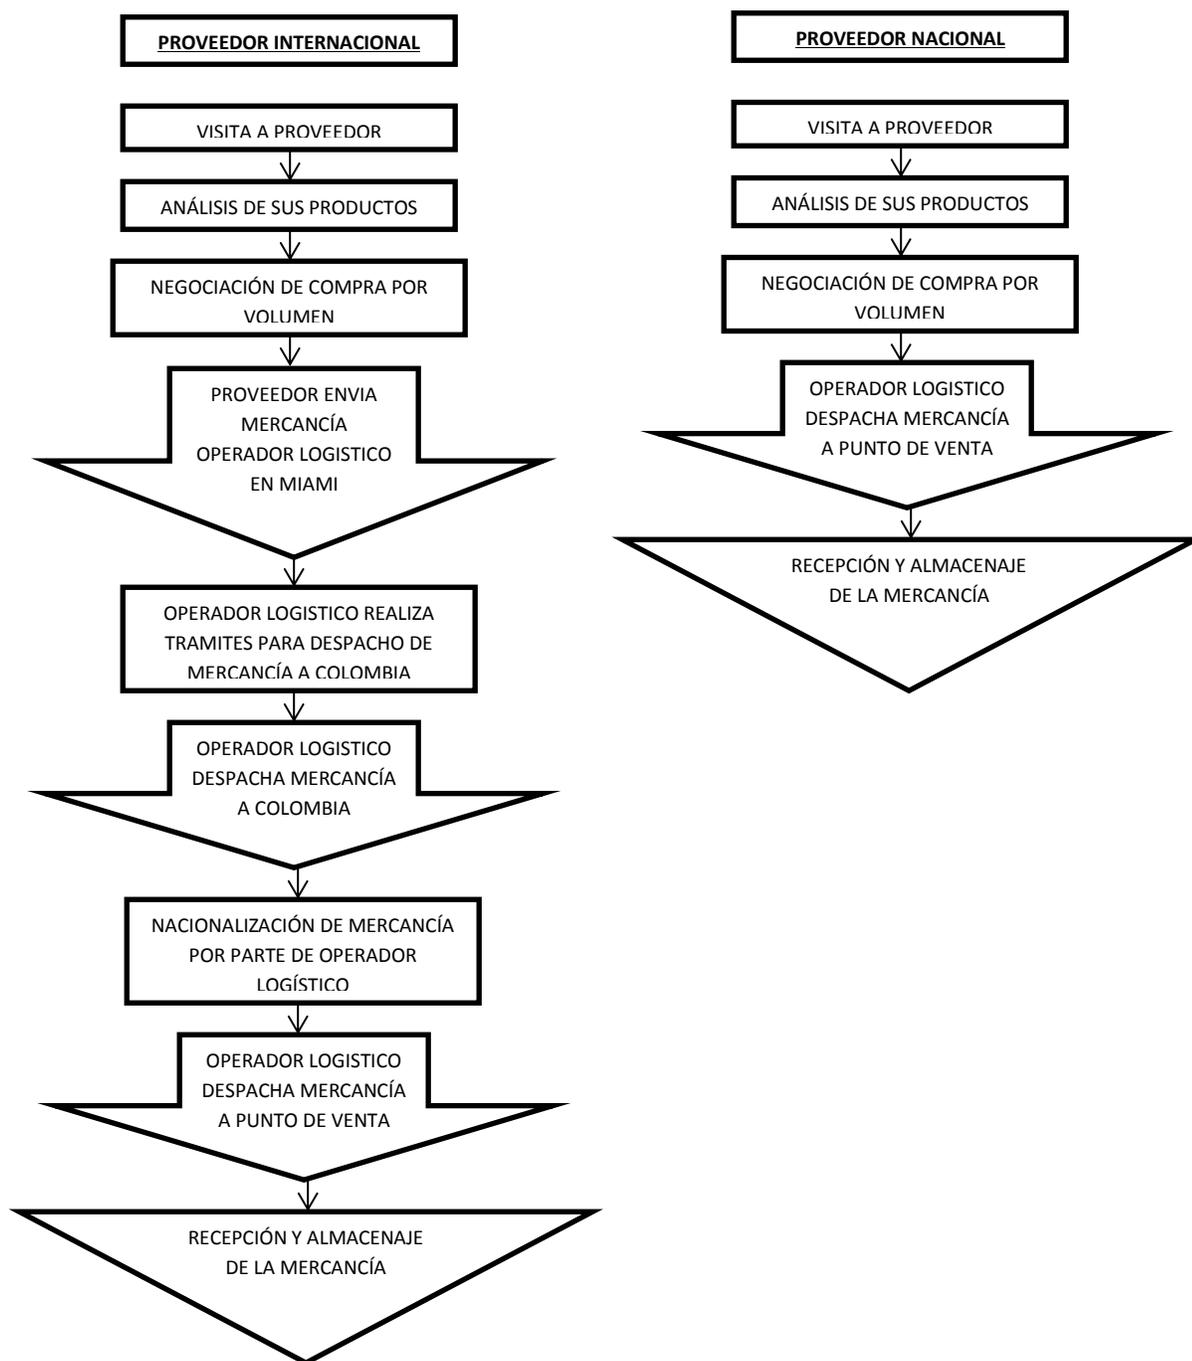 PROVEEDOR INTERNACIONAL
VISITA A PROVEEDOR
ANÁLISIS DE SUS PRODUCTOS
NEGOCIACIÓN DE COMPRA POR
VOLUMEN
PROVEEDOR ENVIA
MERCANCÍA
OPERADOR LOGISTICO
EN MIAMI
OPERADOR LOGISTICO REALIZA
TRAMITES PARA DESPACHO DE
MERCANCÍA A COLOMBIA
OPERADOR LOGISTICO
DESPACHA MERCANCÍA
A COLOMBIA
NACIONALIZACIÓN DE MERCANCÍA
POR PARTE DE OPERADOR
LOGÍSTICO
OPERADOR LOGISTICO
DESPACHA MERCANCÍA
A PUNTO DE VENTA
RECEPCIÓN Y ALMACENAJE
DE LA MERCANCÍA
PROVEEDOR NACIONAL
VISITA A PROVEEDOR
ANÁLISIS DE SUS PRODUCTOS
NEGOCIACIÓN DE COMPRA POR
VOLUMEN
OPERADOR LOGISTICO
DESPACHA MERCANCÍA
A PUNTO DE VENTA
RECEPCIÓN Y ALMACENAJE
DE LA MERCANCÍA